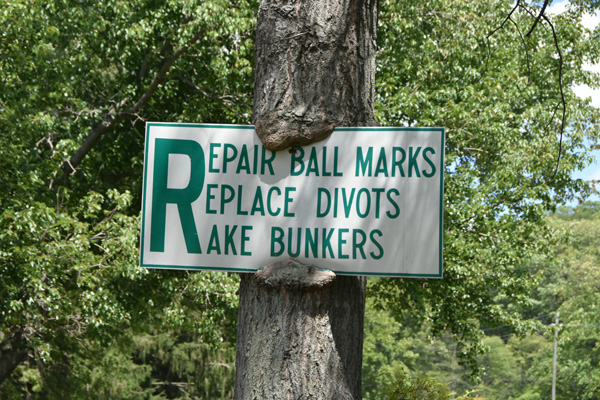 REPAIR BALL MARKS
REPLACE DIVOTS
RAKE BUNKERS